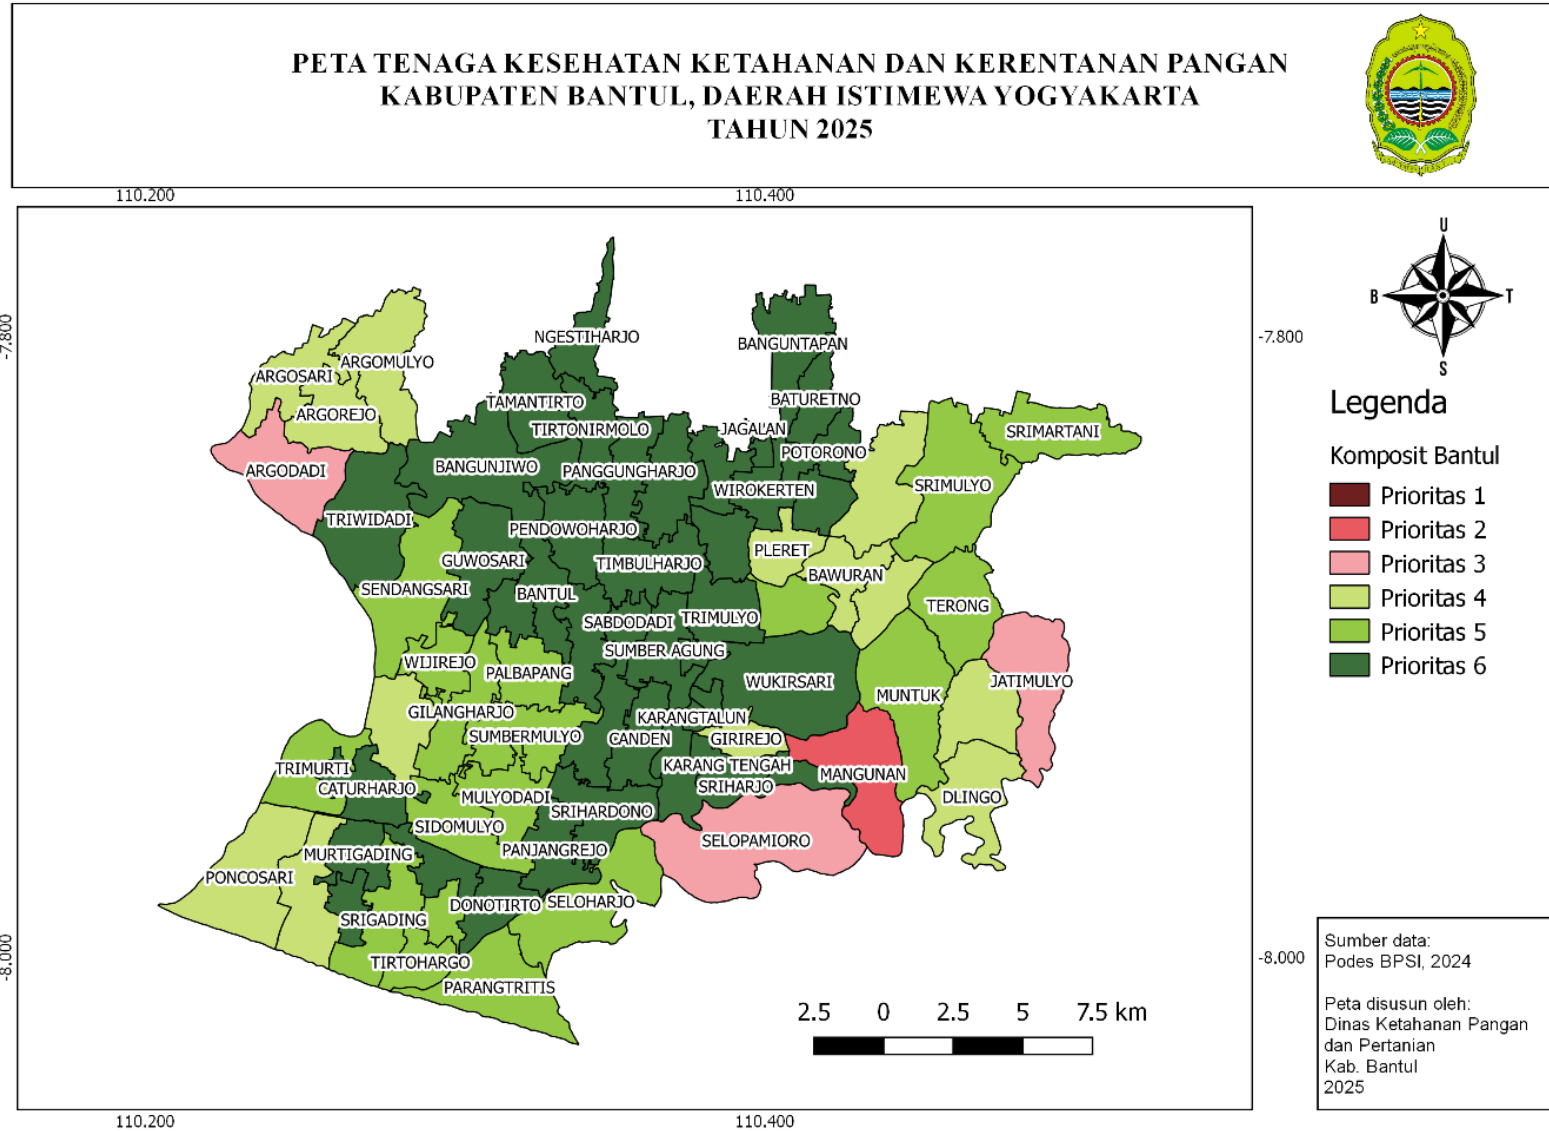 PETA TENAGA KESEHATAN KETAHANAN DAN KERENTANAN PANGAN
KABUPATEN BANTUL, DAERAH ISTIMEWA YOGYAKARTA
TAHUN 2025
110.200
110.400
-7.800
-7.800
U
B
T
S
NGESTIHARJO
BANGUNTAPAN
ARGOMULYO
ARGOSARI
TAMANTIRTO
BATURETNO
ARGOREJO
TIRTONIRMOLO
JAGALAN
SRIMARTANI
POTORONO
ARGODADI
BANGUNJIWO
PANGGUNGHARJO
WIROKERTEN
SRIMULYO
TRIWIDADI
PENDOWOHARJO
PLERET
GUWOSARI
TIMBULHARJO
BAWURAN
SENDANGSARI
BANTUL
TERONG
SABDODADI
TRIMULYO
SUMBER AGUNG
WIJIREJO
PALBAPANG
WUKIRSARI
JATIMULYO
MUNTUK
GILANGHARJO
KARANGTALUN
SUMBERMULYO
CANDEN
GIRIREJO
TRIMURTI
KARANG TENGAH
MANGUNAN
CATURHARJO
SRIHARJO
MULYODADI
DLINGO
SRIHARDONO
SIDOMULYO
SELOPAMIORO
MURTIGADING
PANJANGREJO
PONCOSARI
DONOTIRTO
SELOHARJO
SRIGADING
TIRTOHARGO
PARANGTRITIS
Legenda
Komposit Bantul
Prioritas 1
Prioritas 2
Prioritas 3
Prioritas 4
Prioritas 5
Prioritas 6
-8.000
-8.000
2.5 0 2.5 5 7.5 km
Sumber data:
Podes BPSI, 2024
Peta disusun oleh:
Dinas Ketahanan Pangan
dan Pertanian
Kab. Bantul
2025
110.200
110.400